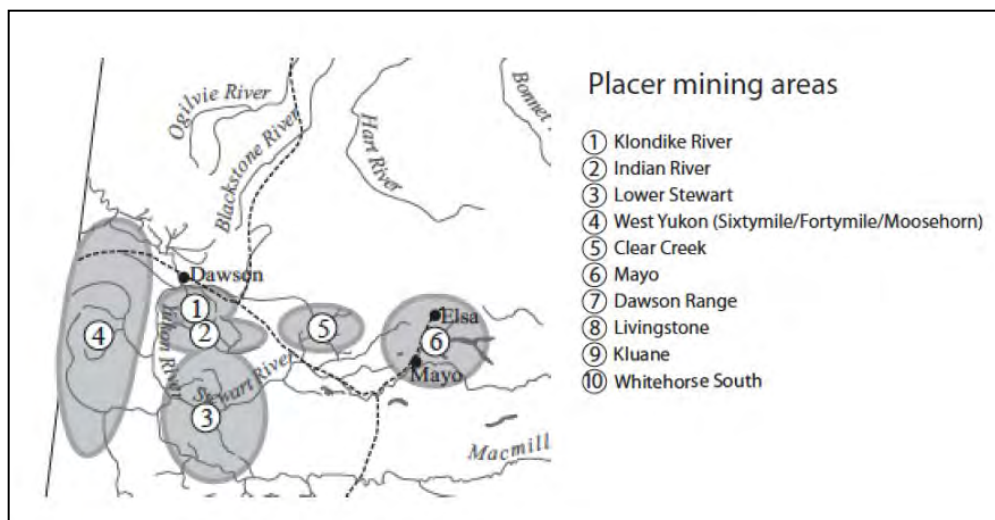 Ogilvie River
Blackstone River
Hart River
Bonnet
Placer mining areas
① Klondike River
② Indian River
③ Lower Stewart
④ West Yukon (Sixtymile/Fortymile/Moosehorn)
⑤ Clear Creek
⑥ Mayo
⑦ Dawson Range
⑧ Livingstone
⑨ Kluane
⑩ Whitehorse South
Dawson
①
②
Yukon River
④
⑤
Elsa
⑥
Mayo
Stewart River
③
Macmill